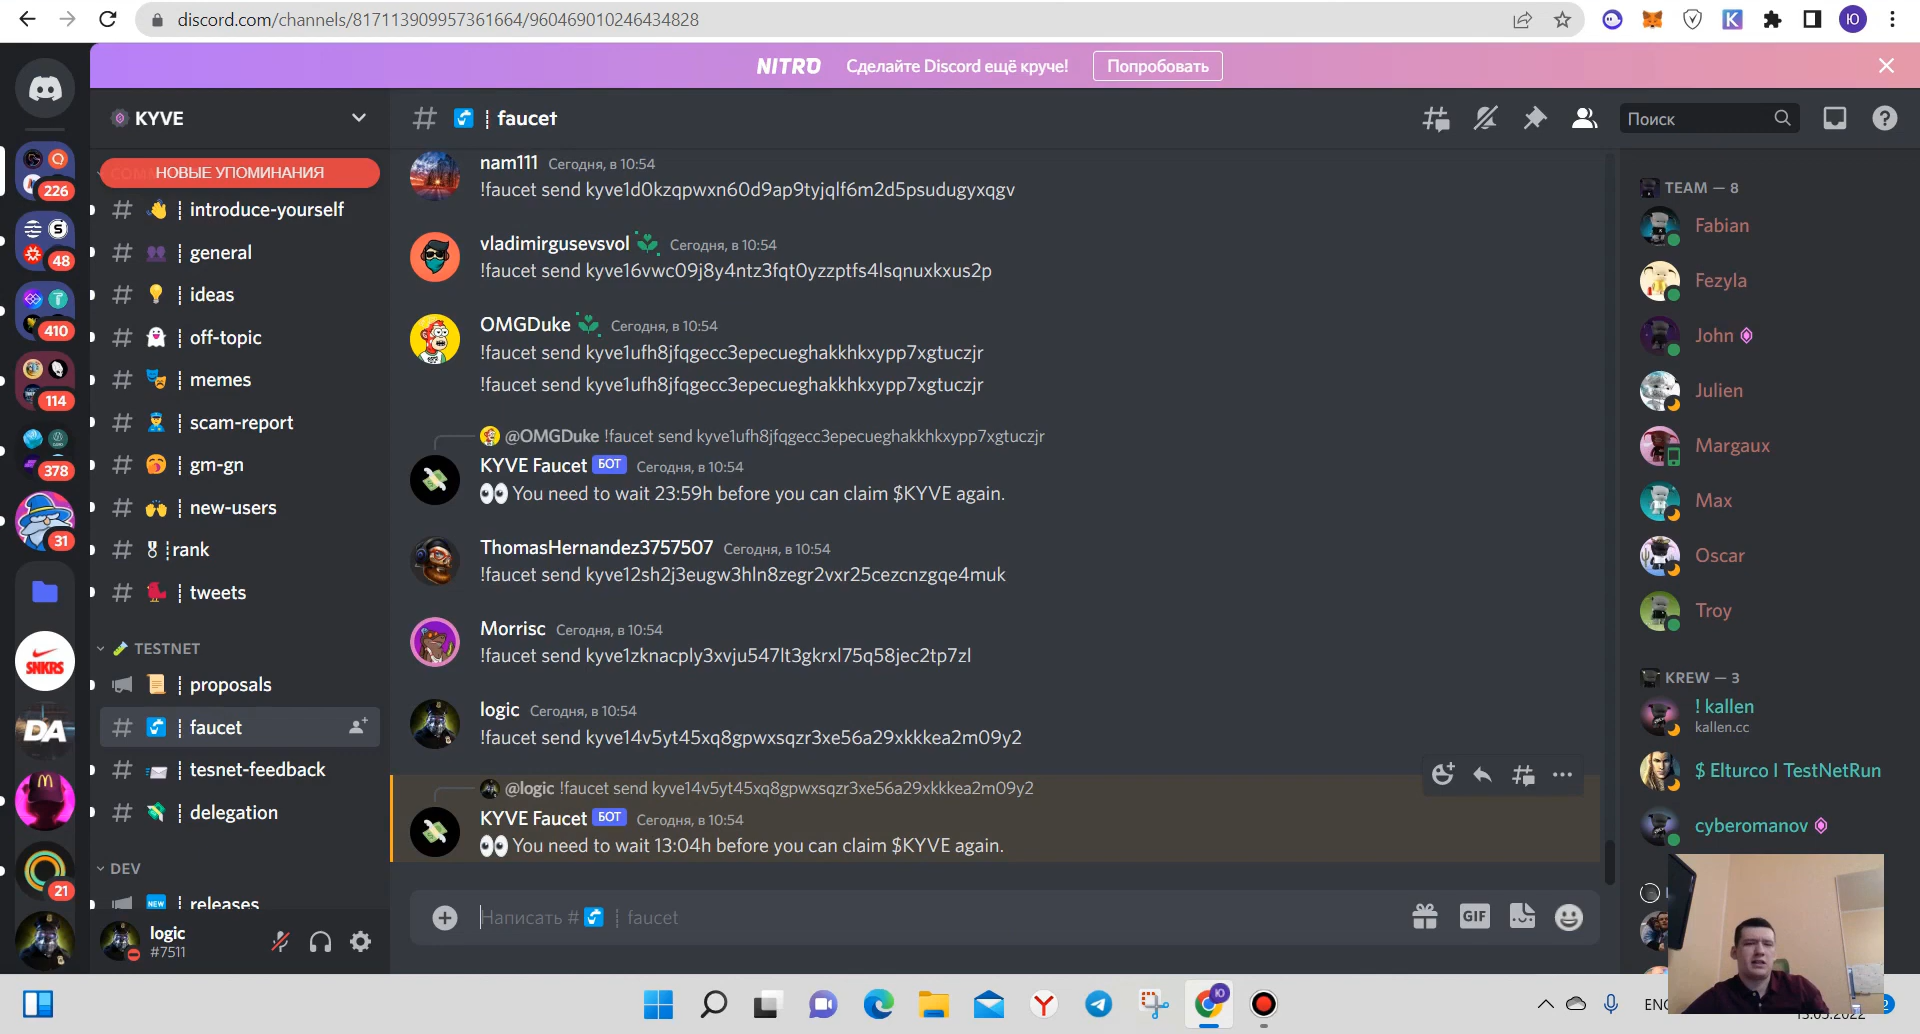 discord.com/channels/817113909957361664/960469010246434828
Ю
NITRO Сделайте Discord ещё круче! Попробовать
KYVE
НОВЫЕ УПОМИНАНИЯ
introduce-yourself
general
ideas
off-topic
memes
scam-report
gm-gn
new-users
rank
tweets
TESTNET
proposals
faucet
tesnet-feedback
delegation
DEV
NEW releases
logic
#7511
226
48
410
114
378
31
SNKRS
DA
21
faucet
Поиск
nam111 Сегодня, в 10:54
!faucet send kyve1d0kzqpwxn60d9ap9tyjqlf6m2d5psudugyxqgv
vladimirgusevsvol Сегодня, в 10:54
!faucet send kyve16vwc09j8y4ntz3fqt0yzzptfs4lsqnuxkxus2p
OMGDuke Сегодня, в 10:54
!faucet send kyve1ufh8jfqgecc3epecueghakkhkxypp7xgtuczjr
!faucet send kyve1ufh8jfqgecc3epecueghakkhkxypp7xgtuczjr
@OMGDuke !faucet send kyve1ufh8jfqgecc3epecueghakkhkxypp7xgtuczjr
KYVE Faucet БОТ Сегодня, в 10:54
You need to wait 23:59h before you can claim $KYVE again.
ThomasHernandez3757507 Сегодня, в 10:54
!faucet send kyve12sh2j3eugw3hln8zegr2vxr25cezcnzgqe4muk
Morrisc Сегодня, в 10:54
!faucet send kyve1zknacply3xvju547lt3gkrxl75q58jec2tp7zl
logic Сегодня, в 10:54
!faucet send kyve14v5yt45xq8gpwxsqzr3xe56a29xkkkea2m09y2
@logic !faucet send kyve14v5yt45xq8gpwxsqzr3xe56a29xkkkea2m09y2
KYVE Faucet БОТ Сегодня, в 10:54
You need to wait 13:04h before you can claim $KYVE again.
Написать # faucet
GIF
TEAM — 8
Fabian
Fezyla
John
Julien
Margaux
Max
Oscar
Troy
KREW — 3
! kallen
kallen.cc
$ Elturco I TestNetRun
cyberomanov
Ю
2